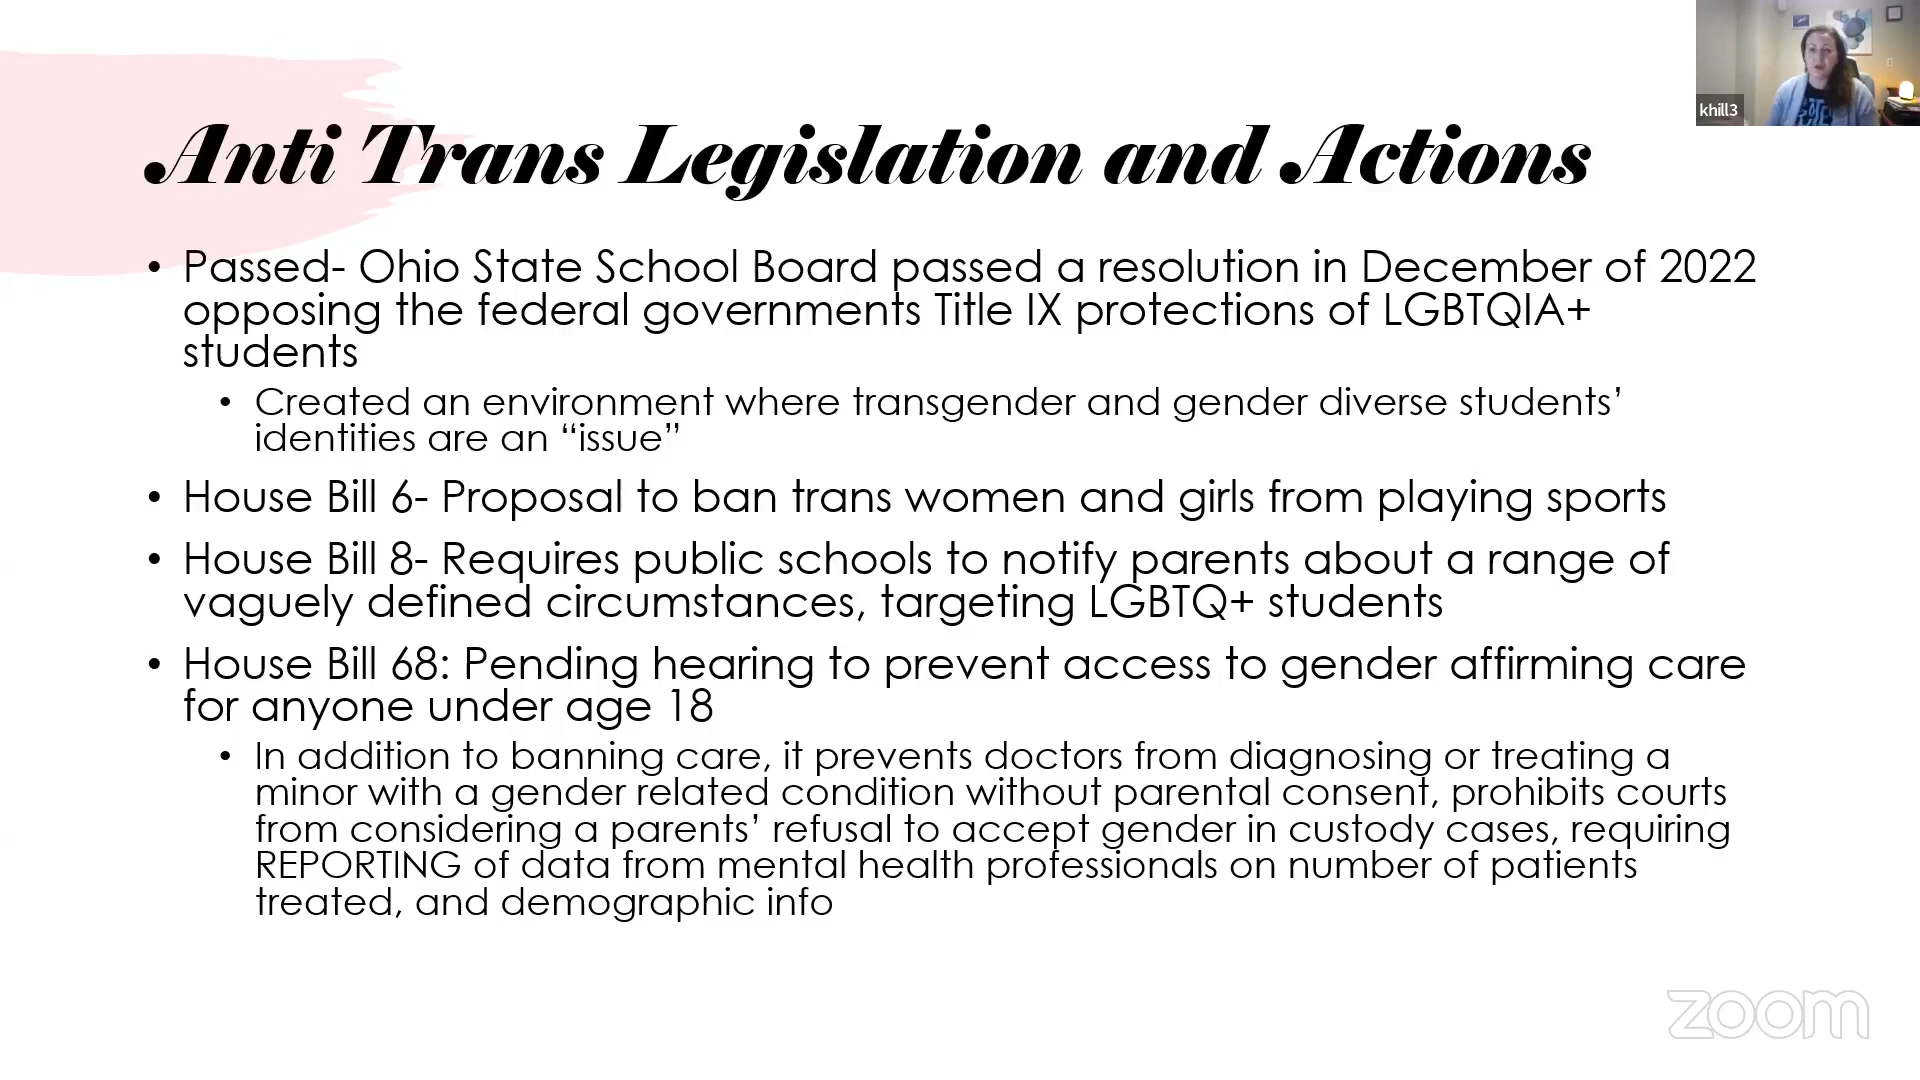 khill3
Anti Trans Legislation and Actions
• Passed- Ohio State School Board passed a resolution in December of 2022
opposing the federal governments Title IX protections of LGBTQIA+
students
• Created an environment where transgender and gender diverse students’
identities are an “issue”
• House Bill 6- Proposal to ban trans women and girls from playing sports
• House Bill 8- Requires public schools to notify parents about a range of
vaguely defined circumstances, targeting LGBTQ+ students
• House Bill 68: Pending hearing to prevent access to gender affirming care
for anyone under age 18
• In addition to banning care, it prevents doctors from diagnosing or treating a
minor with a gender related condition without parental consent, prohibits courts
from considering a parents’ refusal to accept gender in custody cases, requiring
REPORTING of data from mental health professionals on number of patients
treated, and demographic info
zoom